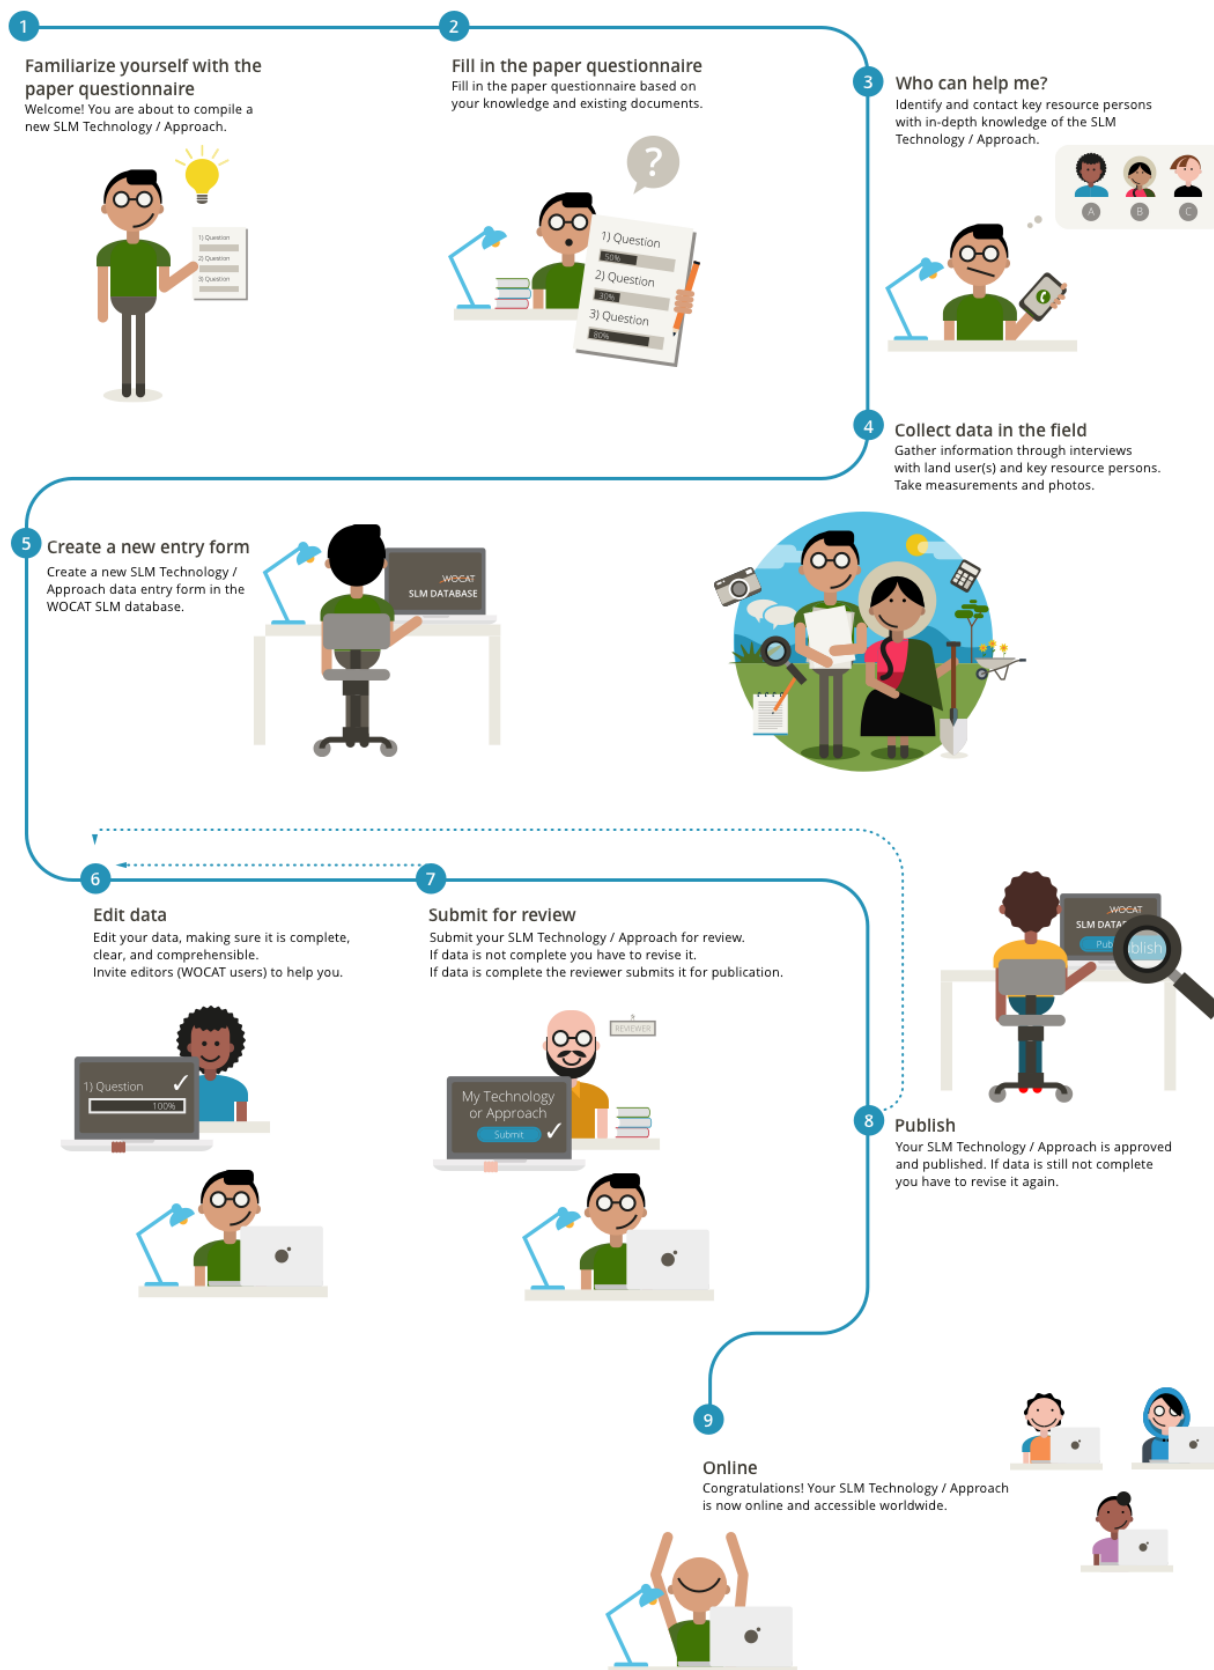 1
Familiarize yourself with the
paper questionnaire
Welcome! You are about to compile a
new SLM Technology / Approach.
1) Question
2) Question
3) Question
2
Fill in the paper questionnaire
Fill in the paper questionnaire based on
your knowledge and existing documents.
?
1) Question
50%
2) Question
30%
3) Question
80%
3
Who can help me?
Identify and contact key resource persons
with in-depth knowledge of the SLM
Technology / Approach.
A B C
4
Collect data in the field
Gather information through interviews
with land user(s) and key resource persons.
Take measurements and photos.
5
Create a new entry form
Create a new SLM Technology /
Approach data entry form in the
WOCAT SLM database.
WOCAT
SLM DATABASE
6
Edit data
Edit your data, making sure it is complete,
clear, and comprehensible.
Invite editors (WOCAT users) to help you.
1) Question
100%
7
Submit for review
Submit your SLM Technology / Approach for review.
If data is not complete you have to revise it.
If data is complete the reviewer submits it for publication.
REVIEWER
My Technology
or Approach
Submit
WOCAT
SLM DATA
Publish
8
Publish
Your SLM Technology / Approach is approved
and published. If data is still not complete
you have to revise it again.
9
Online
Congratulations! Your SLM Technology / Approach
is now online and accessible worldwide.